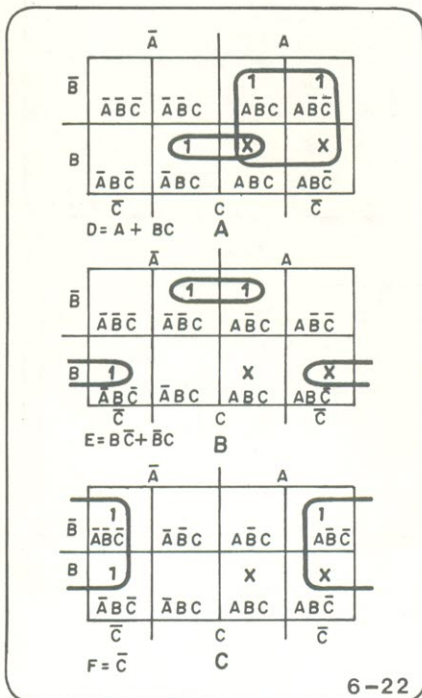 Ā A
B̄ 1 1
ĀB̄C̄ ĀB̄C AB̄C AB̄C̄
B 1 X X
ĀBC̄ ĀBC ABC ABC̄
C̄ C C̄
D = A + BC A
Ā A
B̄ 1 1
ĀB̄C̄ ĀB̄C AB̄C AB̄C̄
B 1 X X
ĀBC̄ ĀBC ABC ABC̄
C̄ C C̄
E = BC̄ + B̄C B
Ā A
B̄ 1 1
ĀB̄C̄ ĀB̄C AB̄C AB̄C̄
B 1 X X
ĀBC̄ ĀBC ABC ABC̄
C̄ C C̄
F = C̄ C
6-22